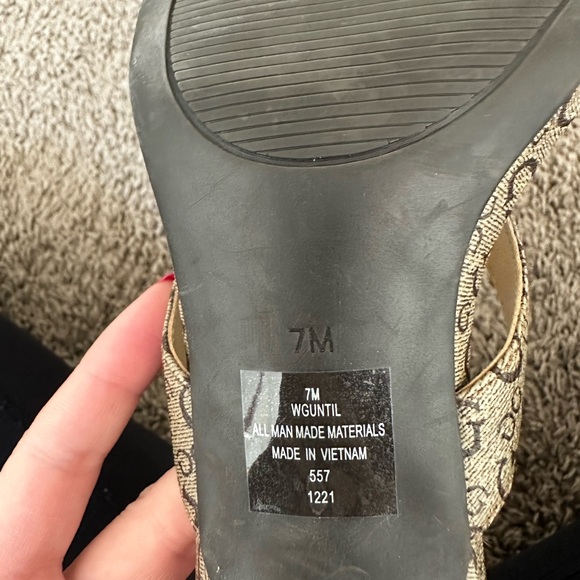 7M
7M
WGUNTIL
ALL MAN MADE MATERIALS
MADE IN VIETNAM
557
1221